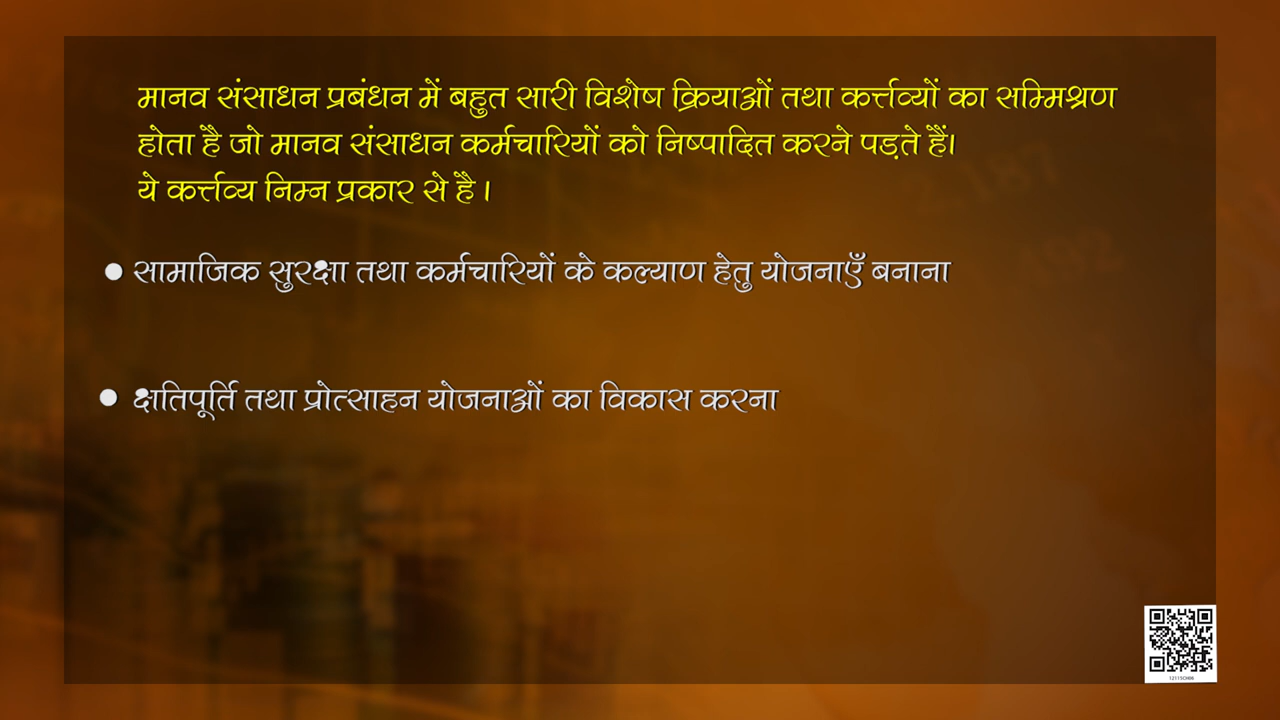 मानव संसाधन प्रबंधन में बहुत सारी विशेष क्रियाओं तथा कर्त्तव्यों का सम्मिश्रण
होता है जो मानव संसाधन कर्मचारियों को निष्पादित करने पड़ते हैं।
ये कर्त्तव्य निम्न प्रकार से है ।
● सामाजिक सुरक्षा तथा कर्मचारियों के कल्याण हेतु योजनाएँ बनाना
● क्षतिपूर्ति तथा प्रोत्साहन योजनाओं का विकास करना
12115CH06